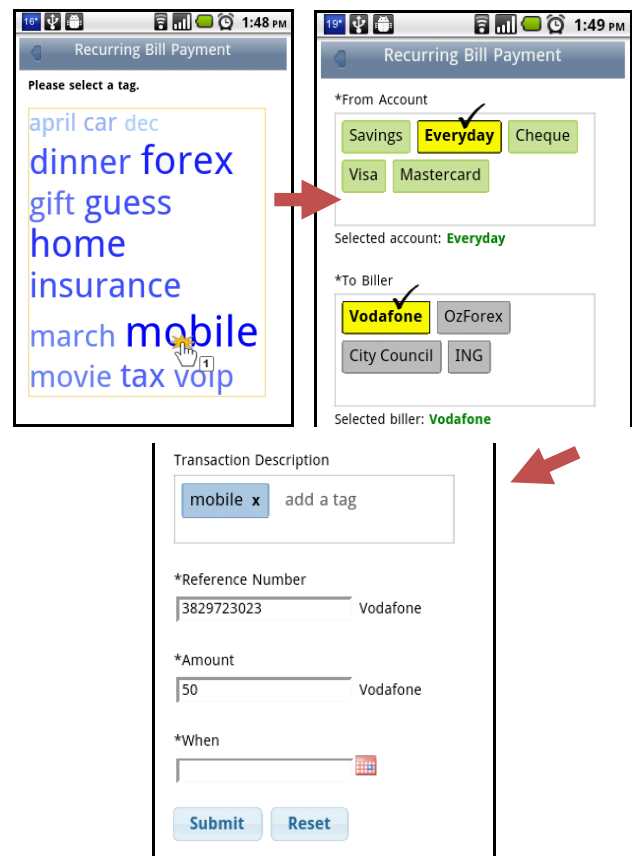 16° 1:48 PM
Recurring Bill Payment
Please select a tag.
april car dec
dinner forex
gift guess
home
insurance
march mobile
1
movie tax voip
19° 1:49 PM
Recurring Bill Payment
*From Account
Savings Everyday Cheque
Visa Mastercard
Selected account: Everyday
*To Biller
Vodafone OzForex
City Council ING
Selected biller: Vodafone
Transaction Description
mobile x add a tag
*Reference Number
3829723023 Vodafone
*Amount
50 Vodafone
*When
Submit Reset